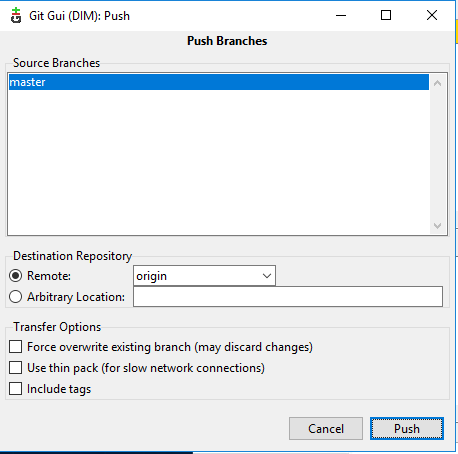 Git Gui (DIM): Push
Push Branches
Source Branches
master
Destination Repository
Remote: origin
Arbitrary Location:
Transfer Options
Force overwrite existing branch (may discard changes)
Use thin pack (for slow network connections)
Include tags
Cancel Push